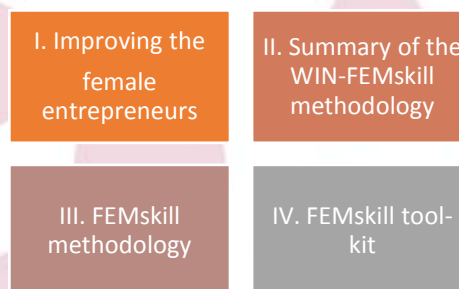 I. Improving the
female
entrepreneurs
II. Summary of the
WIN-FEMskill
methodology
III. FEMskill
methodology
IV. FEMskill tool-
kit